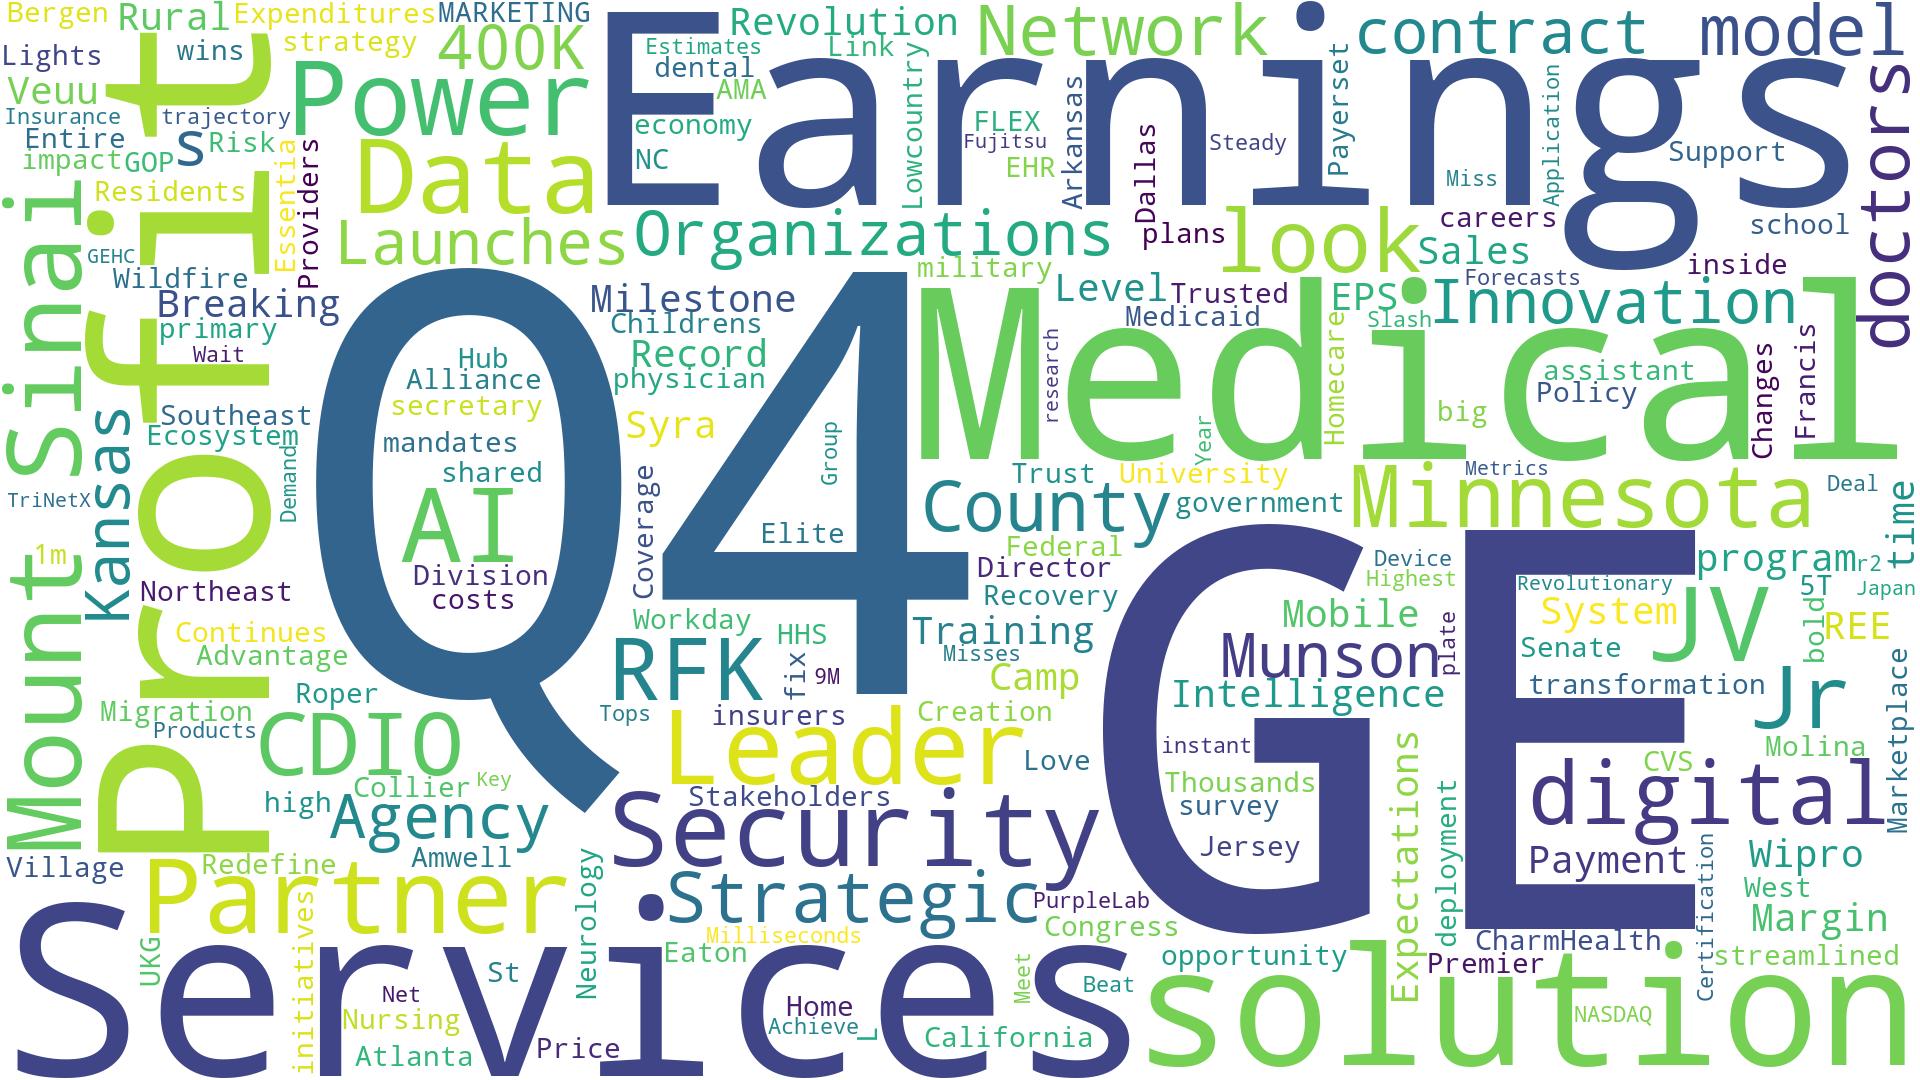 Bergen
Rural
Expenditures
MARKETING
Earnings
Revolution
Network
contract
model
Lights
wins
strategy
400K
Estimates
Link
dental
Veuu
Profit
Power
AMA
Lowcountry
Arkansas
Payerset
Application
doctors
Insurance
trajectory
Entire
s
Risk
impact
GOP
Essentia
Providers
Data
economy
NC
FLEX
Fujitsu
EHR
Dallas
Steady
Miss
Support
Residents
Mount Sinai
Launches
Organizations
plans
look
careers
Sales
school
GEHC
Wildfire
Breaking
primary
Wait
Q4
Milestone
military
Level
Trusted
EPS
Forecasts
inside
Innovation
Childrens
Medicaid
Slash
Record
physician
Medical
research
Homecare
assistant
Policy
Changes
Francis
Hub
Alliance
secretary
Syra
big
Kansas
Southeast
Ecosystem
Demand
mandates
shared
Group
Year
Trust
University
Metrics
Minnesota
Deal
time
TriNetX
AI
Coverage
Elite
County
government
Federal
1m
Northeast
Division
costs
Director
Recovery
GE
Device
Highest
program
r2
Revolutionary
5T
Japan
Continues
Advantage
Workday
HHS
Training
Misses
Mobile
plate
System
JV
bold
REE
RFK
fix
9M
Munson
Senate
Roper
Camp
Intelligence
transformation
Jr
Marketplace
Migration
Products
CDIO
Tops
insurers
Creation
Leader
Love
instant
Expectations
CVS
Molina
Collier
Key
high
Agency
Stakeholders
Thousands
survey
deployment
digital
Security
Jersey
Village
Redefine
Amwell
Neurology
Payment
Certification
Wipro
West
Partner
Strategic
PurpleLab
Congress
Margin
UKG
initiatives
Milliseconds
Eaton
opportunity
CharmHealth
Premier
streamlined
Services
St
Net
Nursing
Home
Achieve
L
Meet
Beat
solution
NASDAQ
Atlanta
Price
California